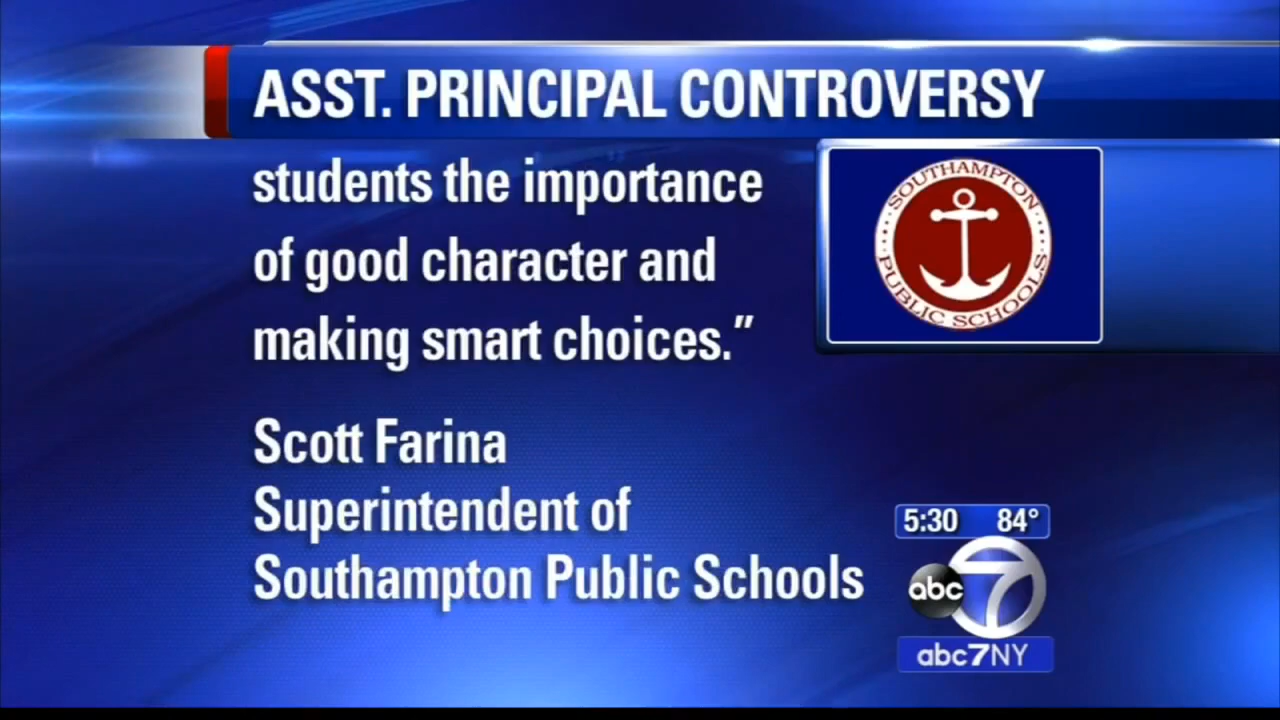 ASST. PRINCIPAL CONTROVERSY
students the importance
of good character and
making smart choices.”
Scott Farina
Superintendent of
Southampton Public Schools
SOUTHAMPTON
PUBLIC SCHOOLS
5:30 84°
abc 7
abc7NY